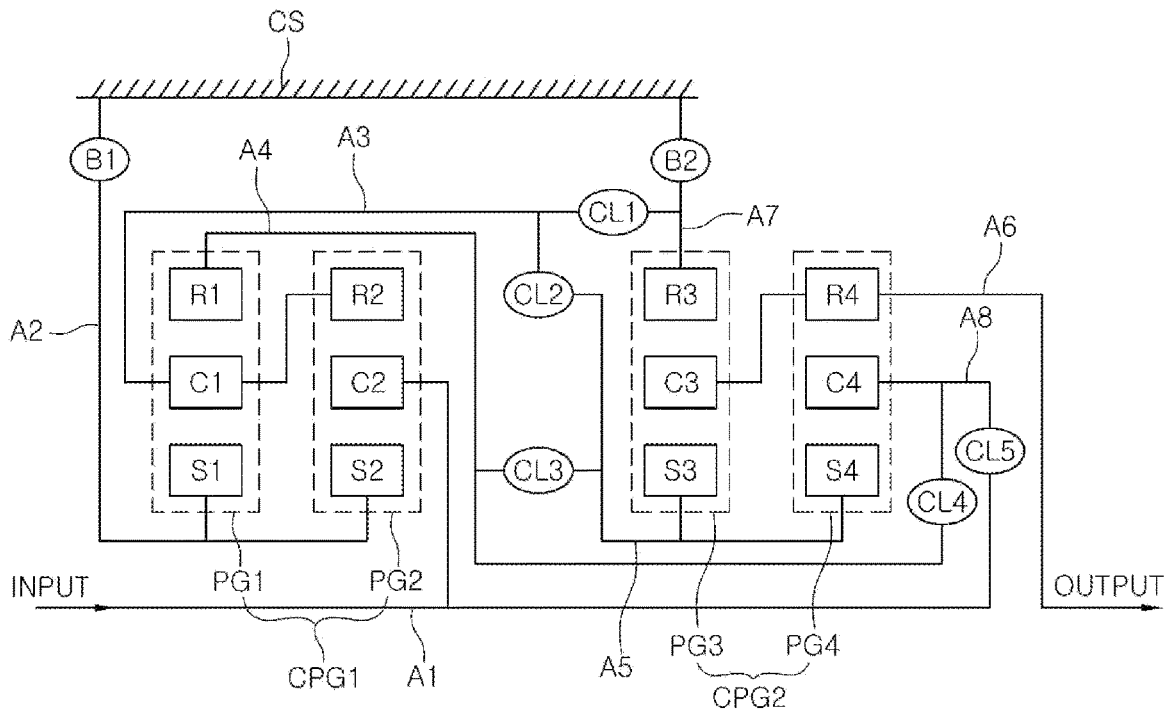 CS
B1
A4
A3
B2
CL1
A7
A6
R1
R2
CL2
R3
R4
A2
A8
C1
C2
C3
C4
CL5
S1
S2
CL3
S3
S4
CL4
INPUT
PG1
PG2
OUTPUT
CPG1
A1
A5
PG3
PG4
CPG2